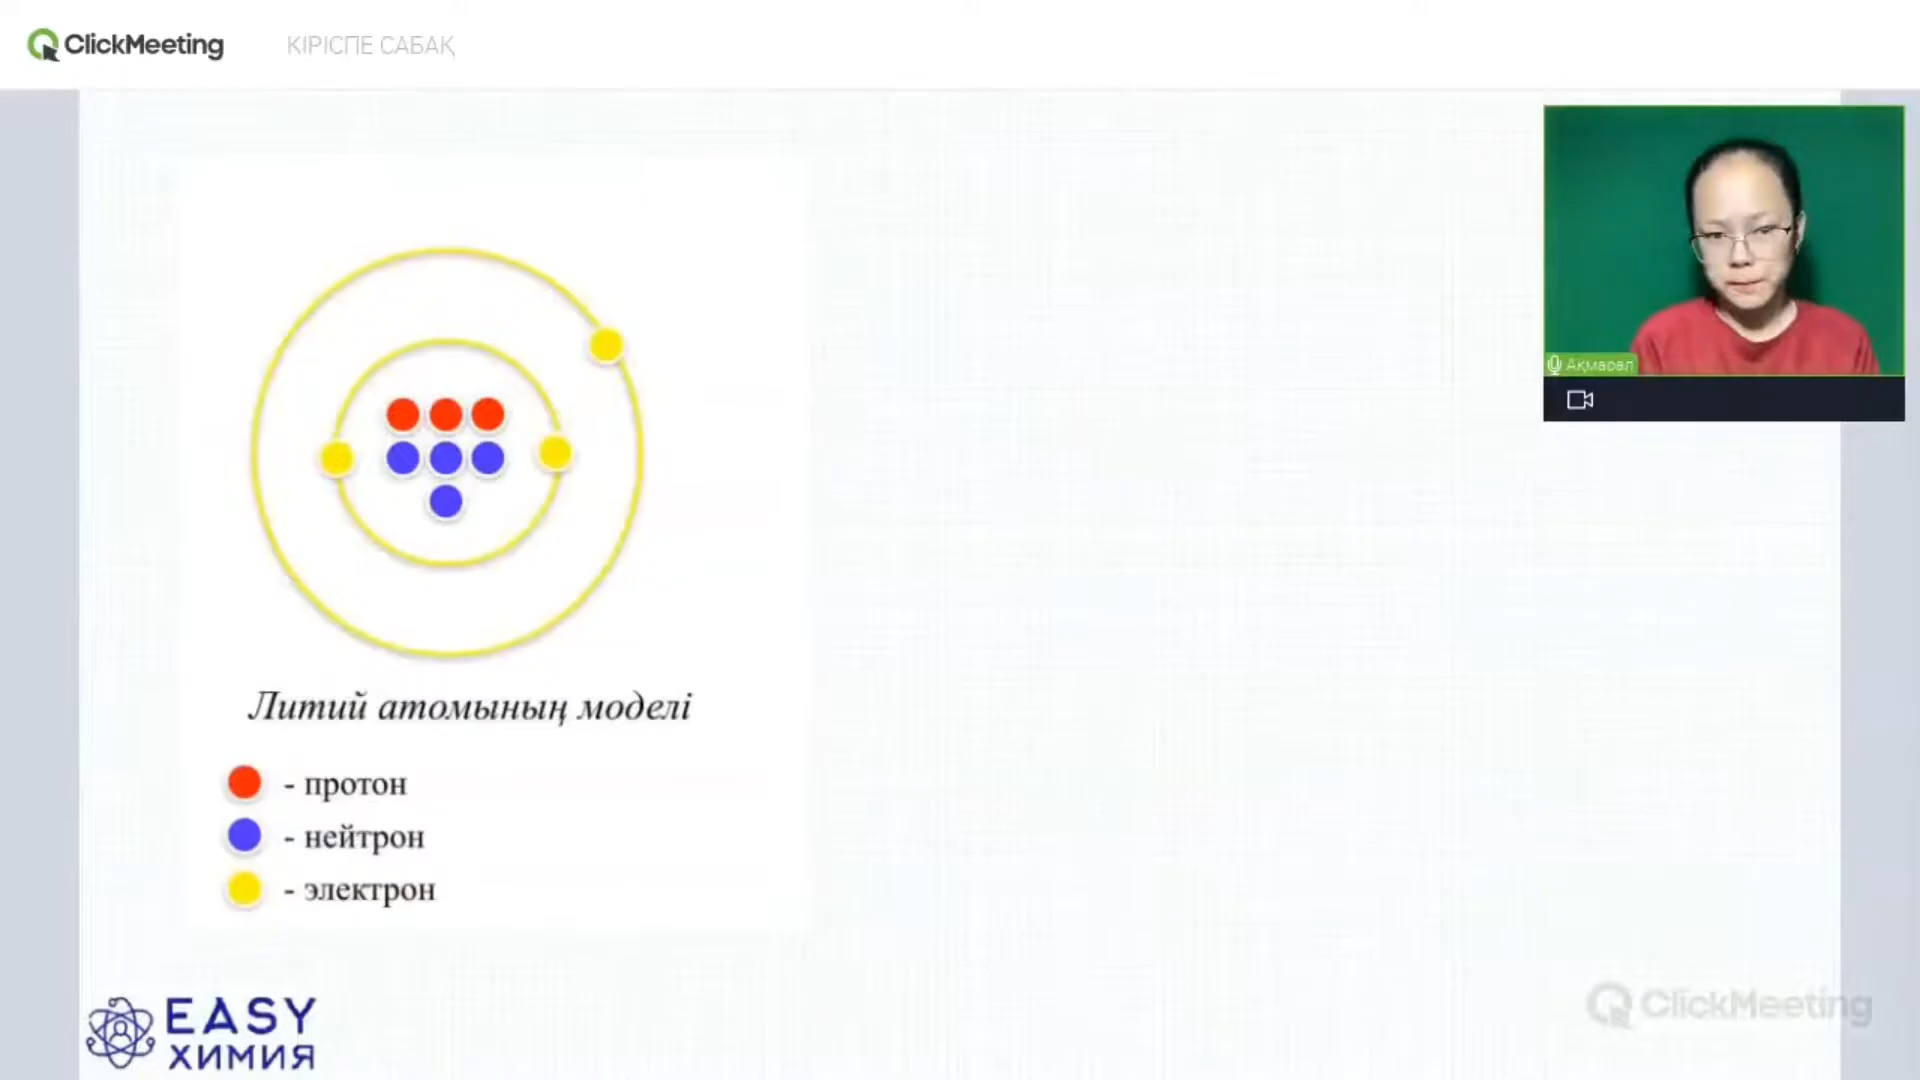 ClickMeeting
КІРІСПЕ САБАҚ
Ақмарал
Литий атомының моделі
- протон
- нейтрон
- электрон
EASY
ХИМИЯ
ClickMeeting